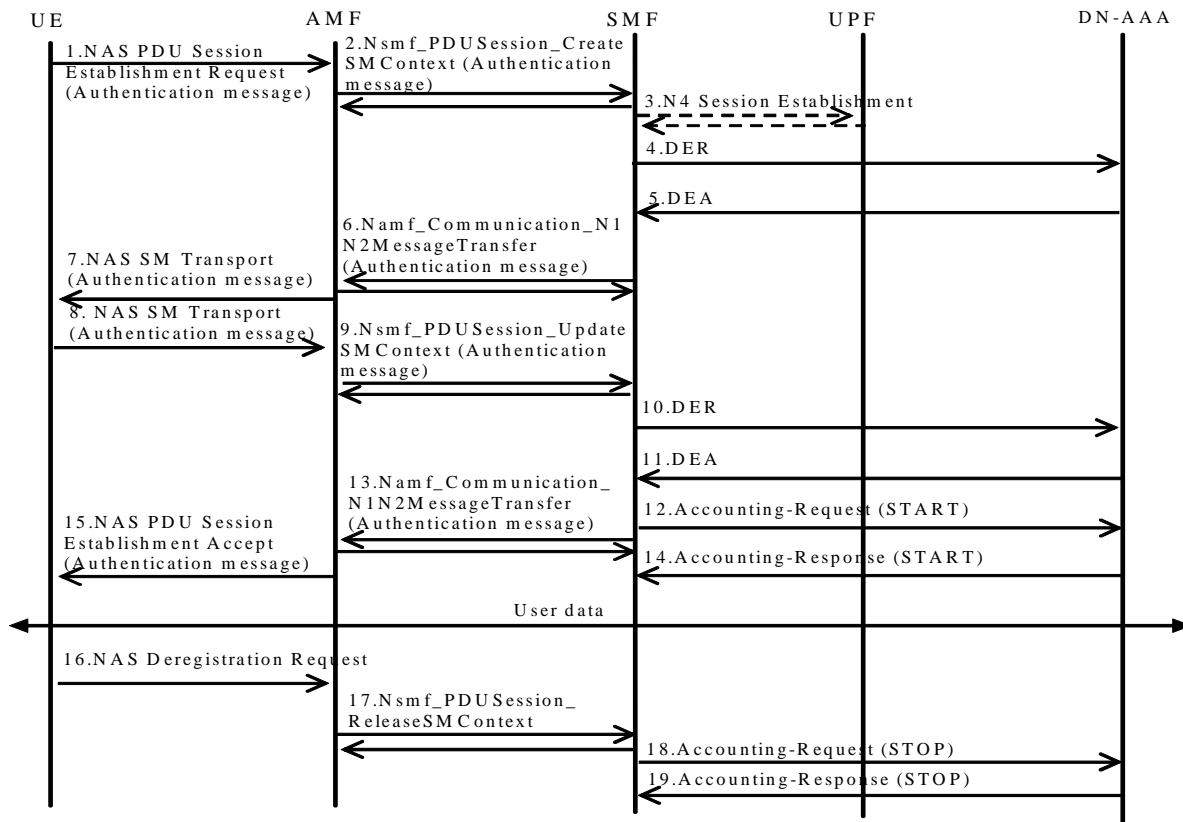 UE
AMF
SMF
UPF
DN-AAA
1.NAS PDU Session
Establishment Request
(Authentication message)
2.Nsmf_PDUSession_Create
SMContext (Authentication
message)
3.N4 Session Establishment
4.DER
5.DEA
6.Namf_Communication_N1
N2MessageTransfer
(Authentication message)
7.NAS SM Transport
(Authentication message)
8. NAS SM Transport
(Authentication message)
9.Nsmf_PDUSession_Update
SMContext (Authentication
message)
10.DER
11.DEA
13.Namf_Communication_
N1N2MessageTransfer
(Authentication message)
12.Accounting-Request (START)
15.NAS PDU Session
Establishment Accept
(Authentication message)
14.Accounting-Response (START)
User data
16.NAS Deregistration Request
17.Nsmf_PDUSession_
ReleaseSMContext
18.Accounting-Request (STOP)
19.Accounting-Response (STOP)